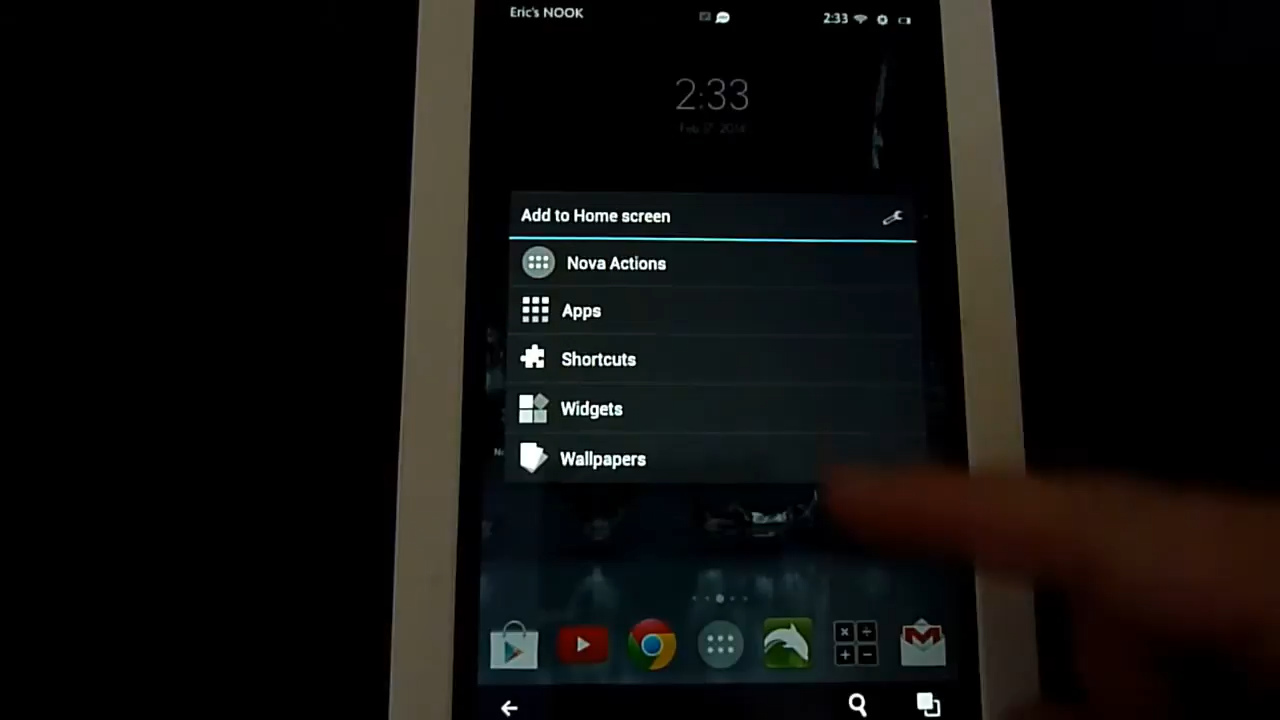 Eric's NOOK
2:33
2:33
Add to Home screen
Nova Actions
Apps
Shortcuts
Widgets
Wallpapers